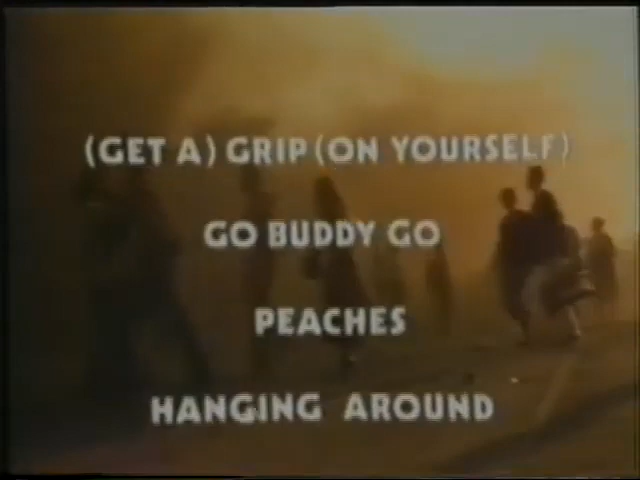 (GET A) GRIP (ON YOURSELF)
GO BUDDY GO
PEACHES
HANGING AROUND